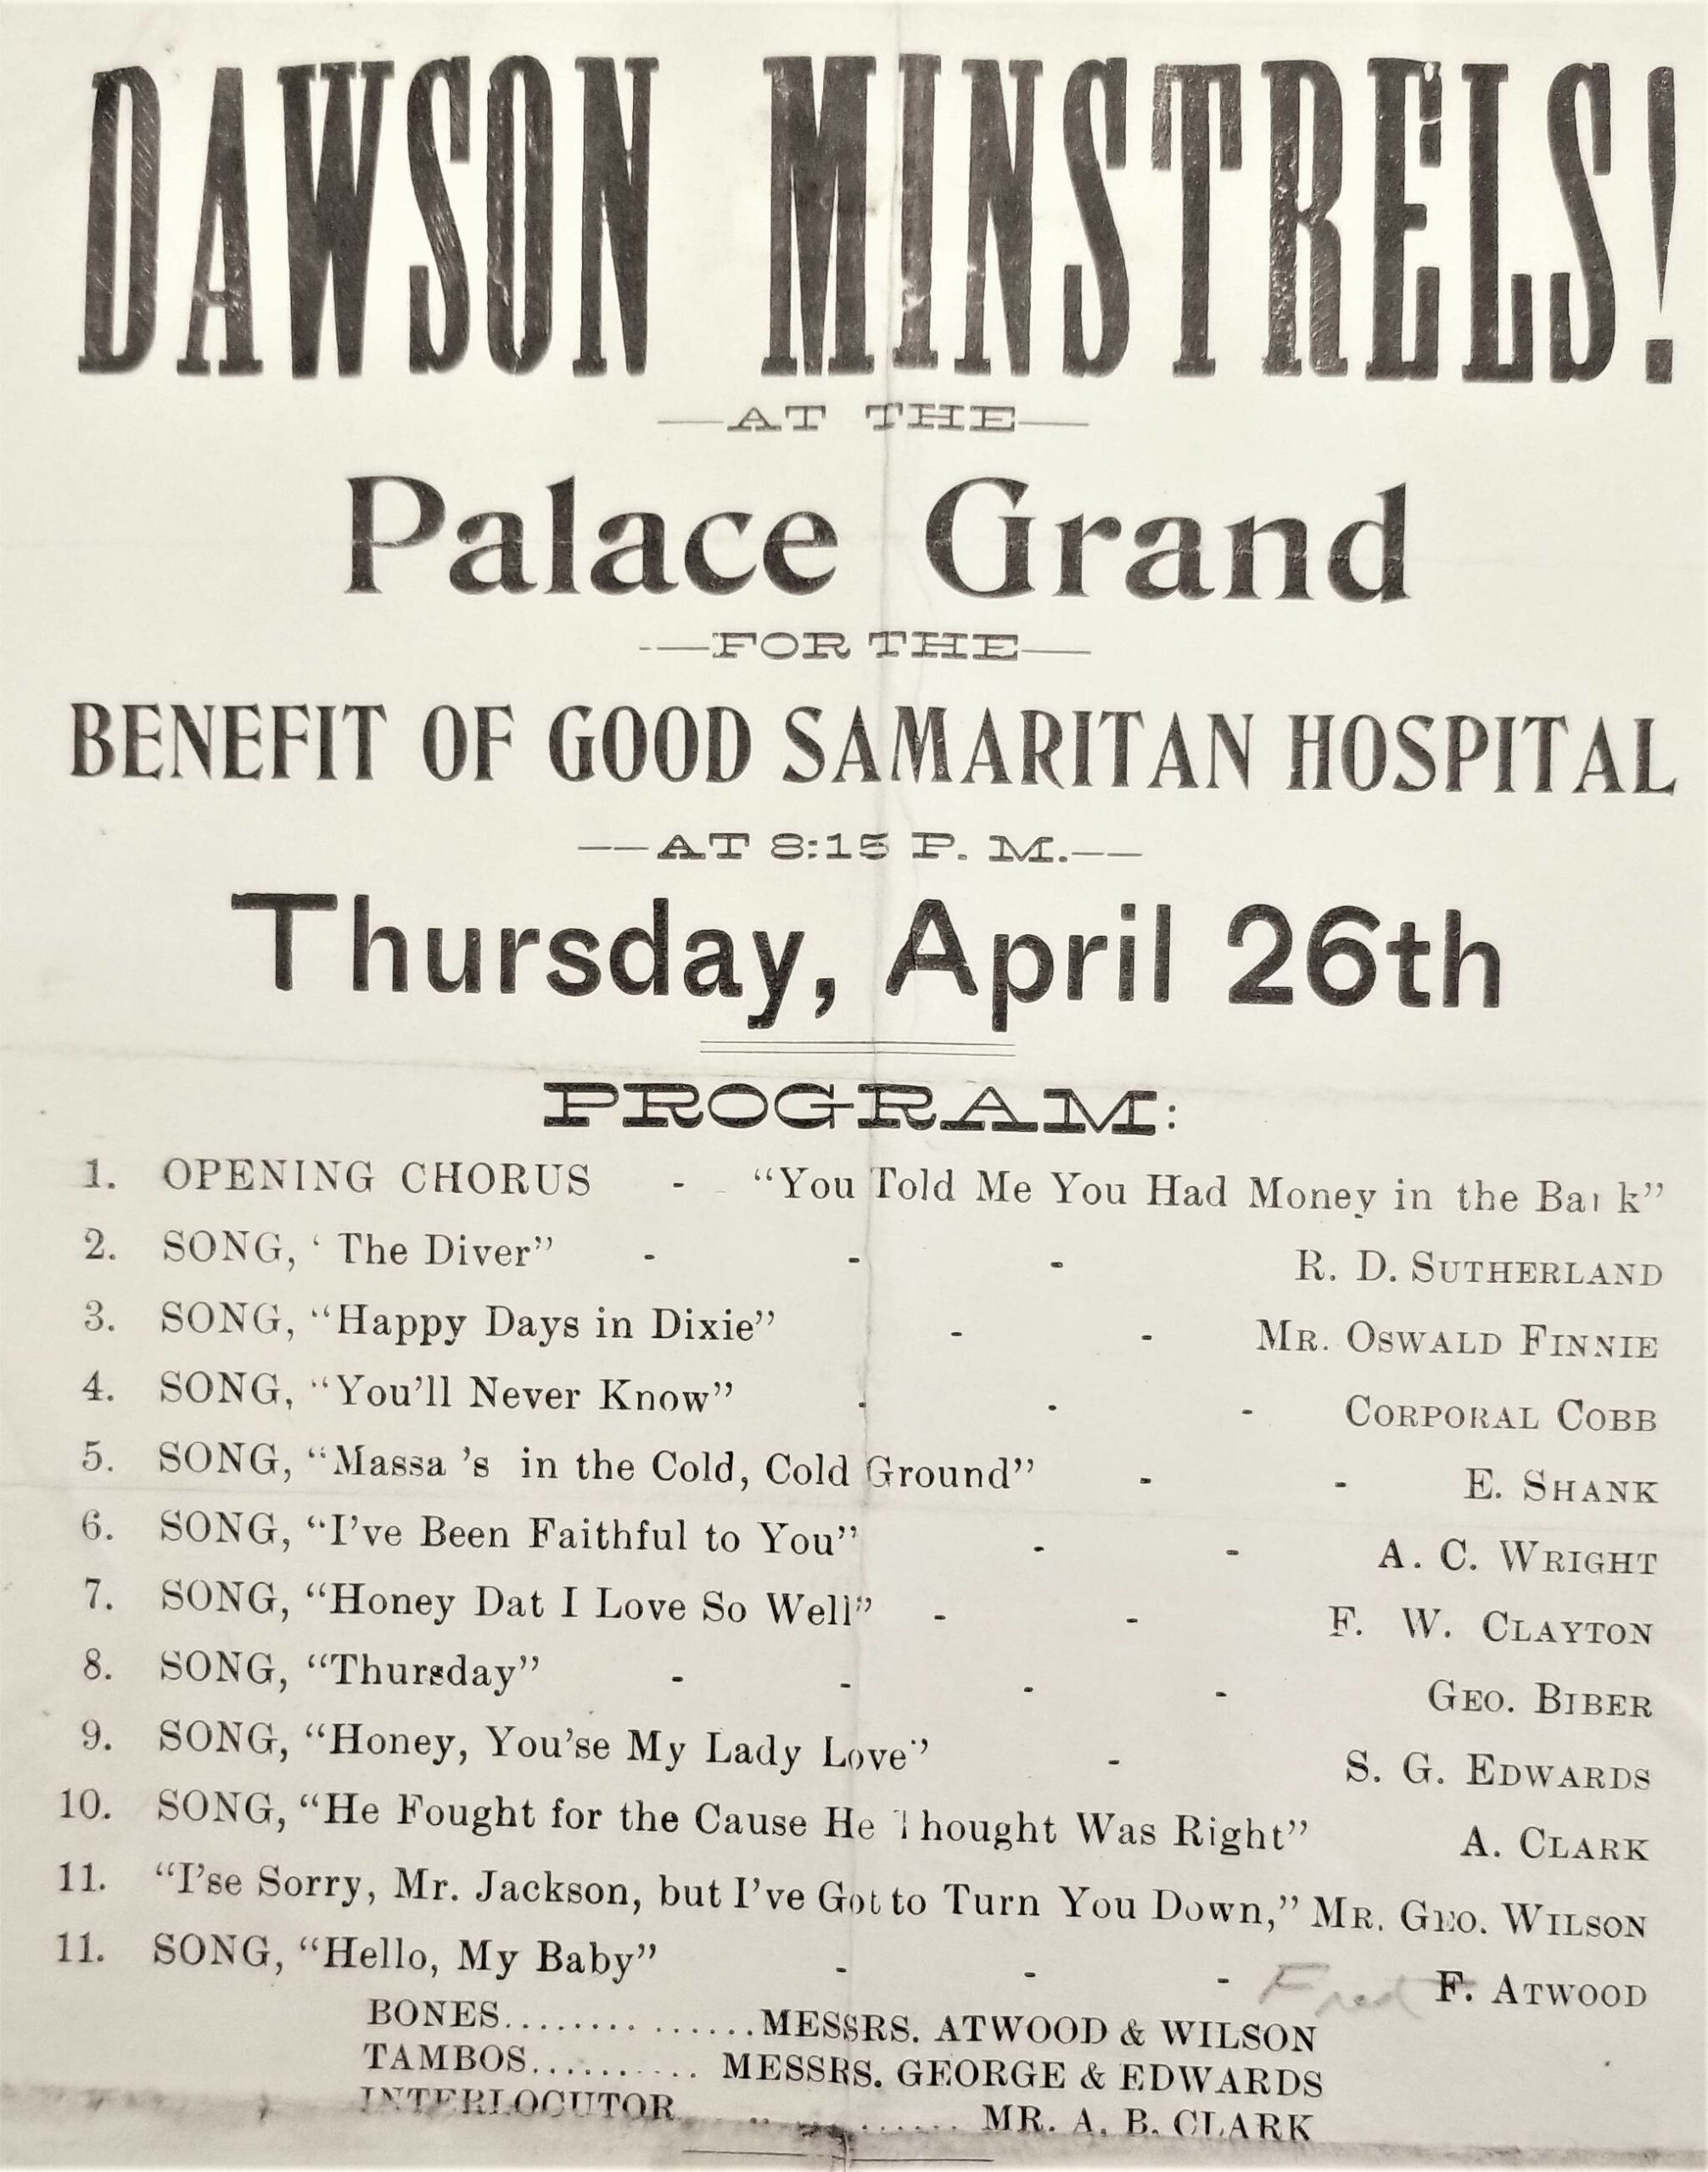 DAWSON MINSTRELS!
—AT THE—
Palace Grand
—FOR THE—
BENEFIT OF GOOD SAMARITAN HOSPITAL
—AT 8:15 P. M.—
Thursday, April 26th
PROGRAM:
1. OPENING CHORUS - - "You Told Me You Had Money in the Ba k"
2. SONG, ‘ The Diver" - - - R. D. SUTHERLAND
3. SONG, "Happy Days in Dixie" - - MR. OSWALD FINNIE
4. SONG, "You'll Never Know" - - - CORPORAL COBB
5. SONG, "Massa 's in the Cold, Cold Ground" - - E. SHANK
6. SONG, "I've Been Faithful to You" - - A. C. WRIGHT
7. SONG, "Honey Dat I Love So Well" - - F. W. CLAYTON
8. SONG, "Thursday" - - - - GEO. BIBER
9. SONG, "Honey, You'se My Lady Love" - S. G. EDWARDS
10. SONG, "He Fought for the Cause He Thought Was Right" A. CLARK
11. "I'se Sorry, Mr. Jackson, but I've Got to Turn You Down," MR. GEO. WILSON
11. SONG, "Hello, My Baby" - - - Fred F. ATWOOD
BONES.............. MESSRS. ATWOOD & WILSON
TAMBOS.......... MESSRS. GEORGE & EDWARDS
INTERLOCUTOR ............ MR. A. B. CLARK